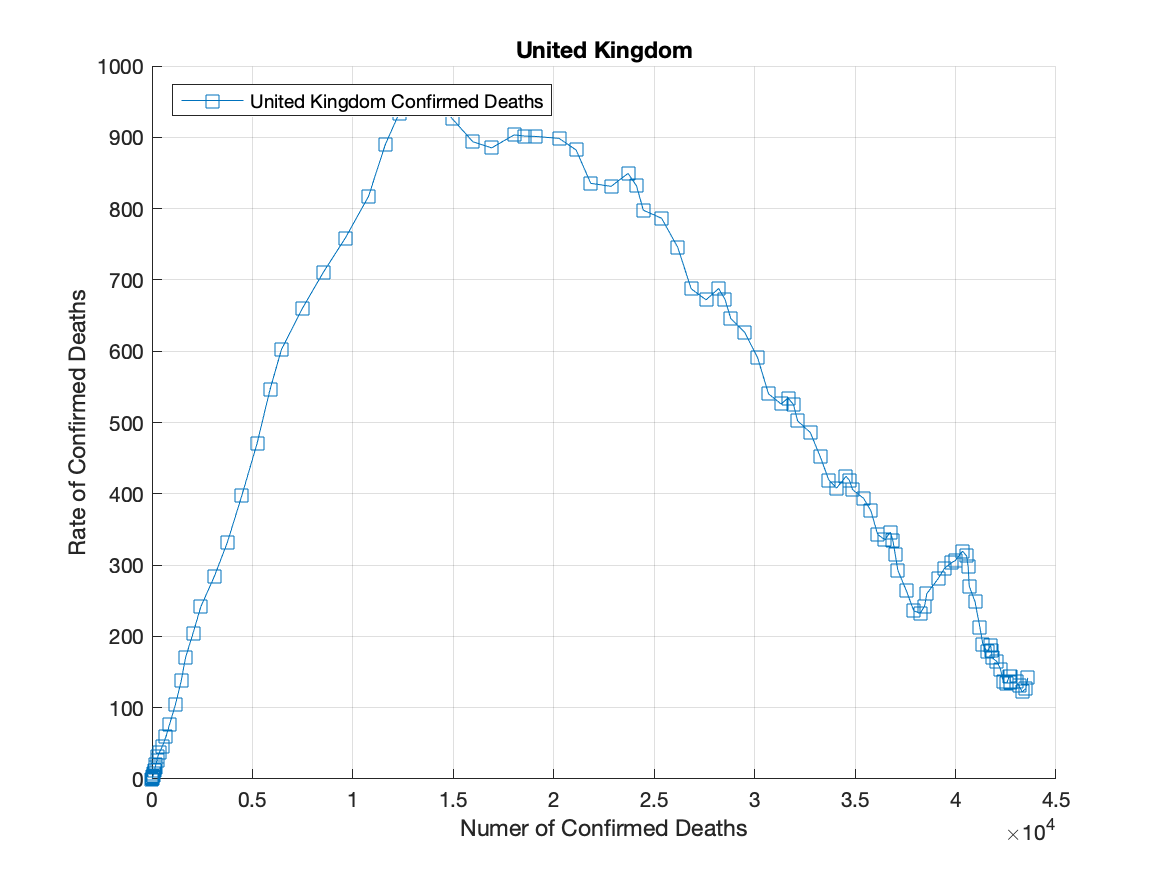 United Kingdom
United Kingdom Confirmed Deaths
Rate of Confirmed Deaths
1000
900
800
700
600
500
400
300
200
100
0
0 0.5 1 1.5 2 2.5 3 3.5 4 4.5
Numer of Confirmed Deaths
×10⁴